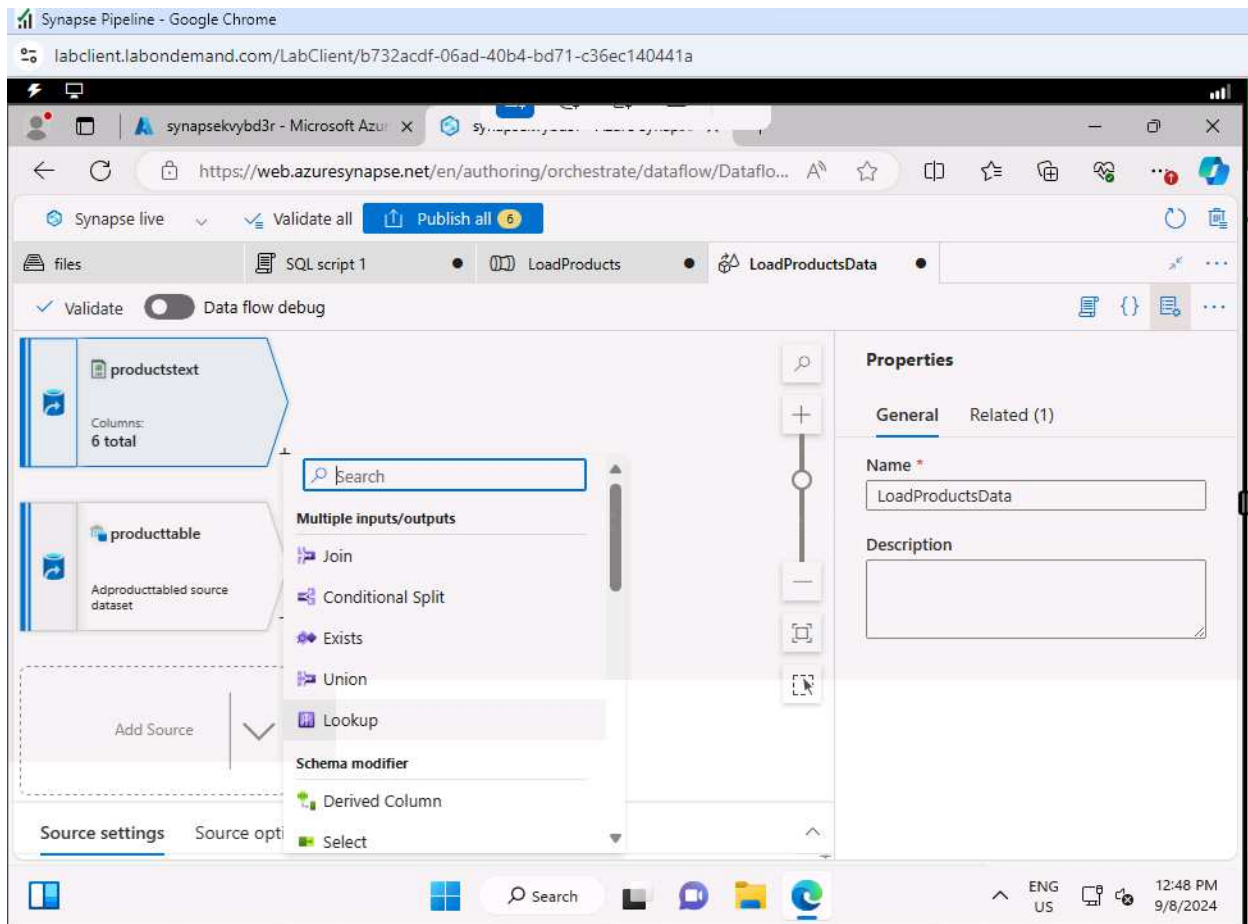 Synapse Pipeline - Google Chrome
labclient.labondemand.com/LabClient/b732acdf-06ad-40b4-bd71-c36ec140441a
synapsekvybd3r - Microsoft Azu
https://web.azuresynapse.net/en/authoring/orchestrate/dataflow/Dataflo...
Synapse live
Validate all
Publish all 6
files
SQL script 1
LoadProducts
LoadProductsData
Validate
Data flow debug
productstext
Columns:
6 total
producttable
Adproducttabled source
dataset
Add Source
Search
Multiple inputs/outputs
Join
Conditional Split
Exists
Union
Lookup
Schema modifier
Derived Column
Select
Source settings
Source opti
Properties
General
Related (1)
Name *
LoadProductsData
Description
Search
ENG
US
12:48 PM
9/8/2024